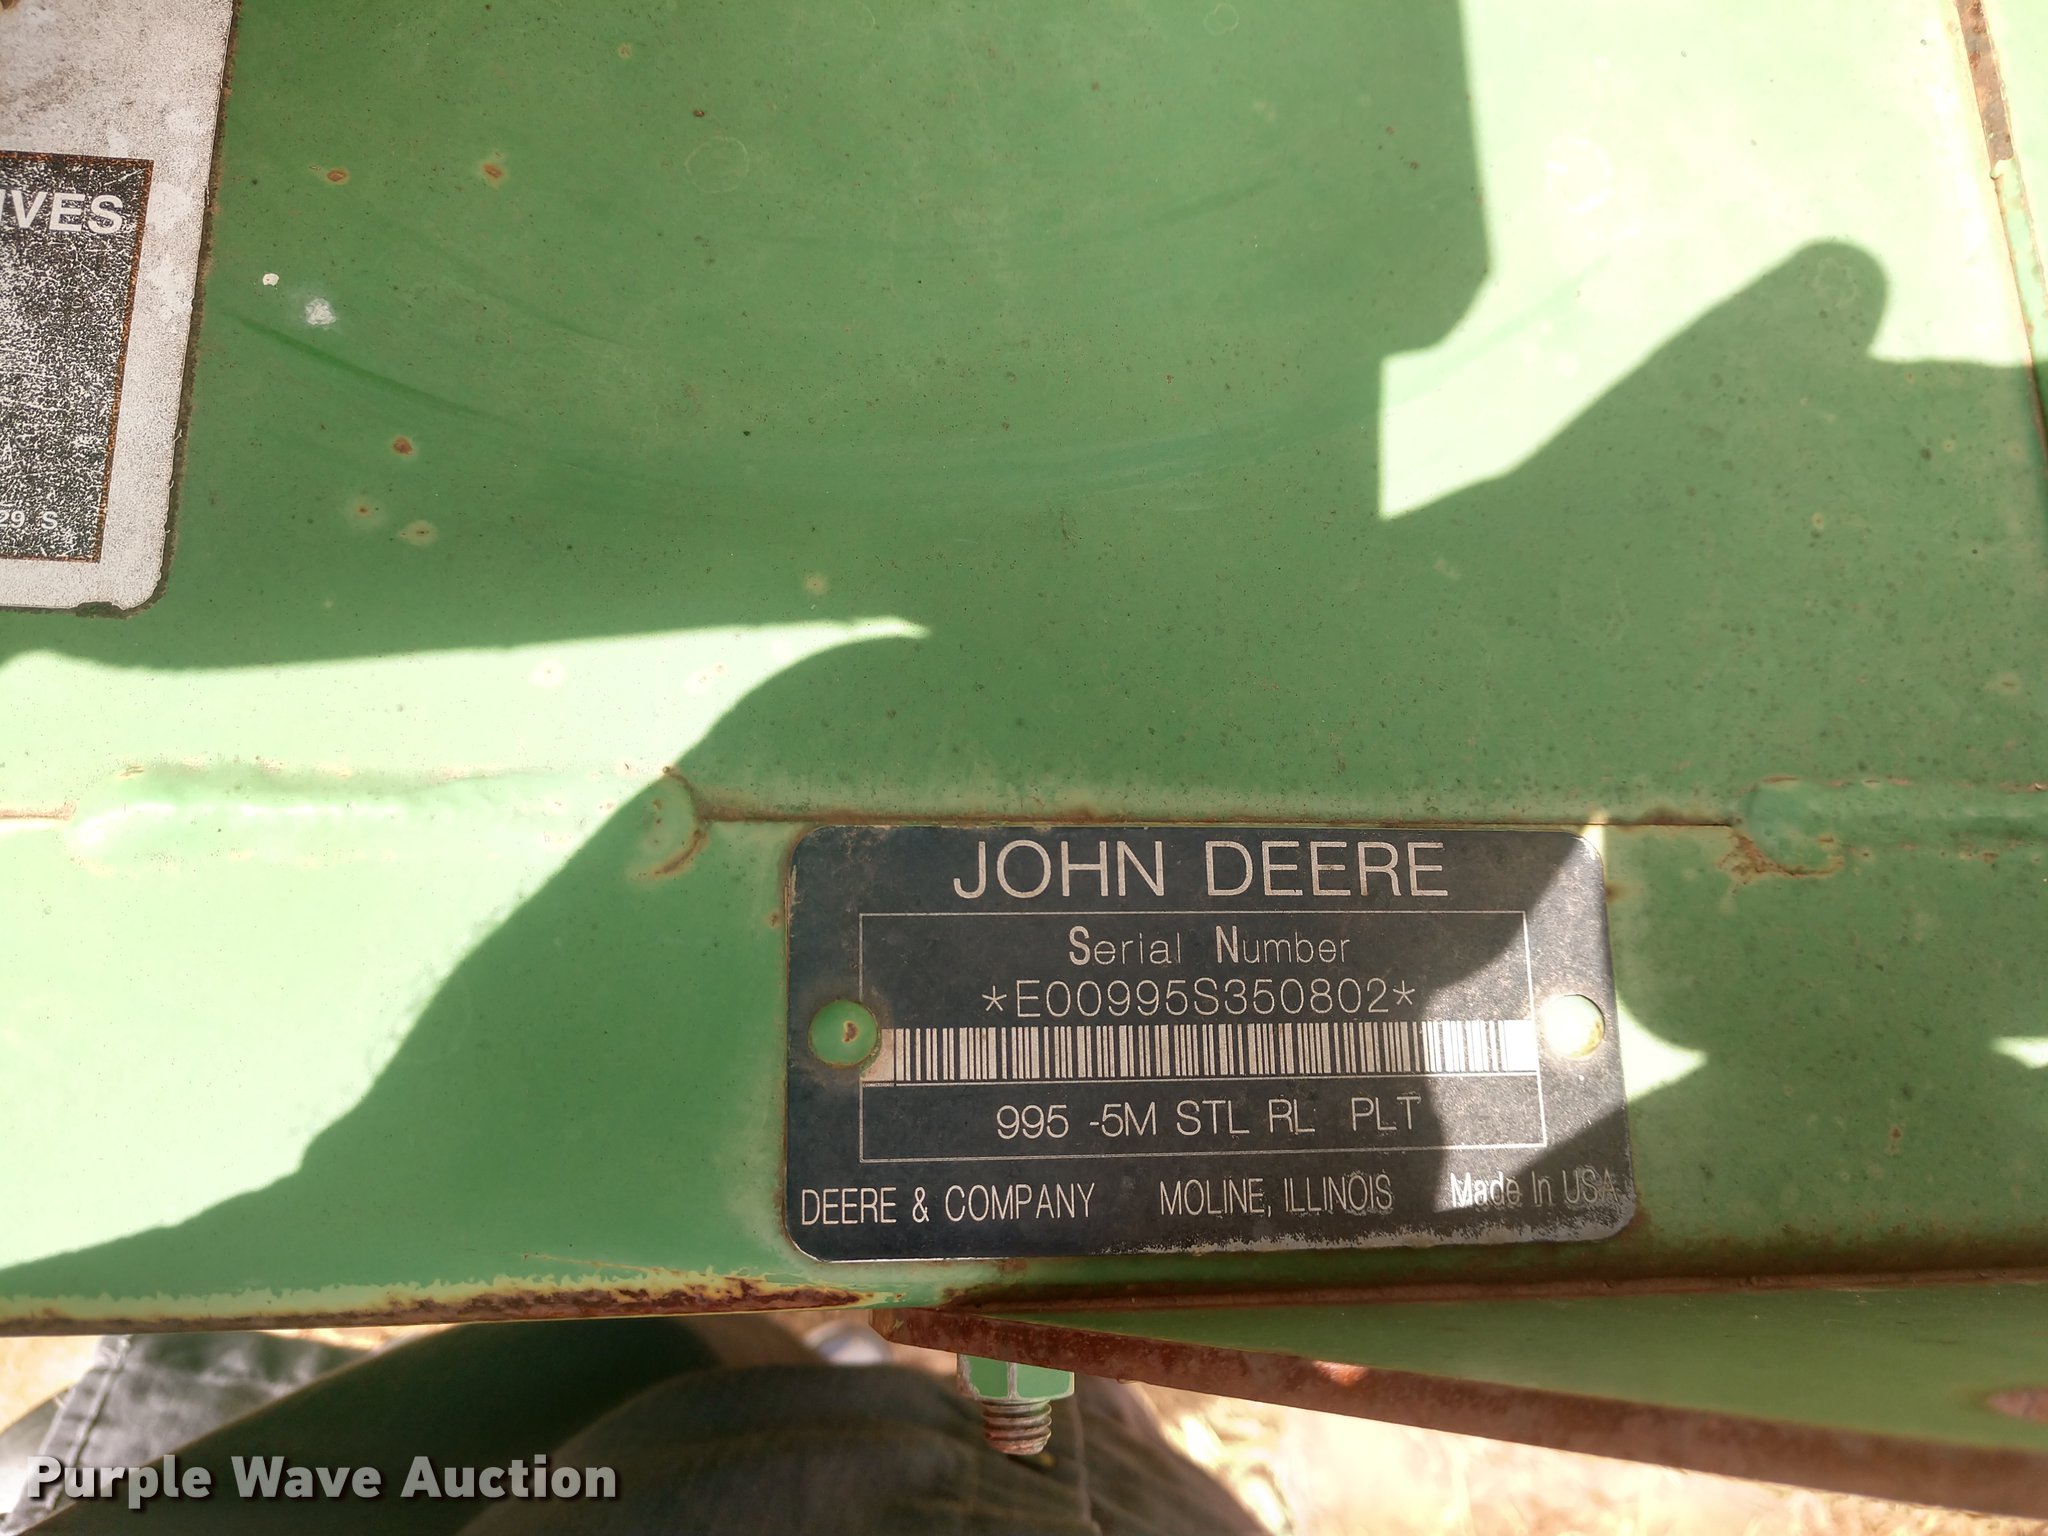 IVES
29 S
JOHN DEERE
Serial Number
*E00995S350802*
995 -5M STL RL PLT
DEERE & COMPANY MOLINE, ILLINOIS Made In USA
Purple Wave Auction